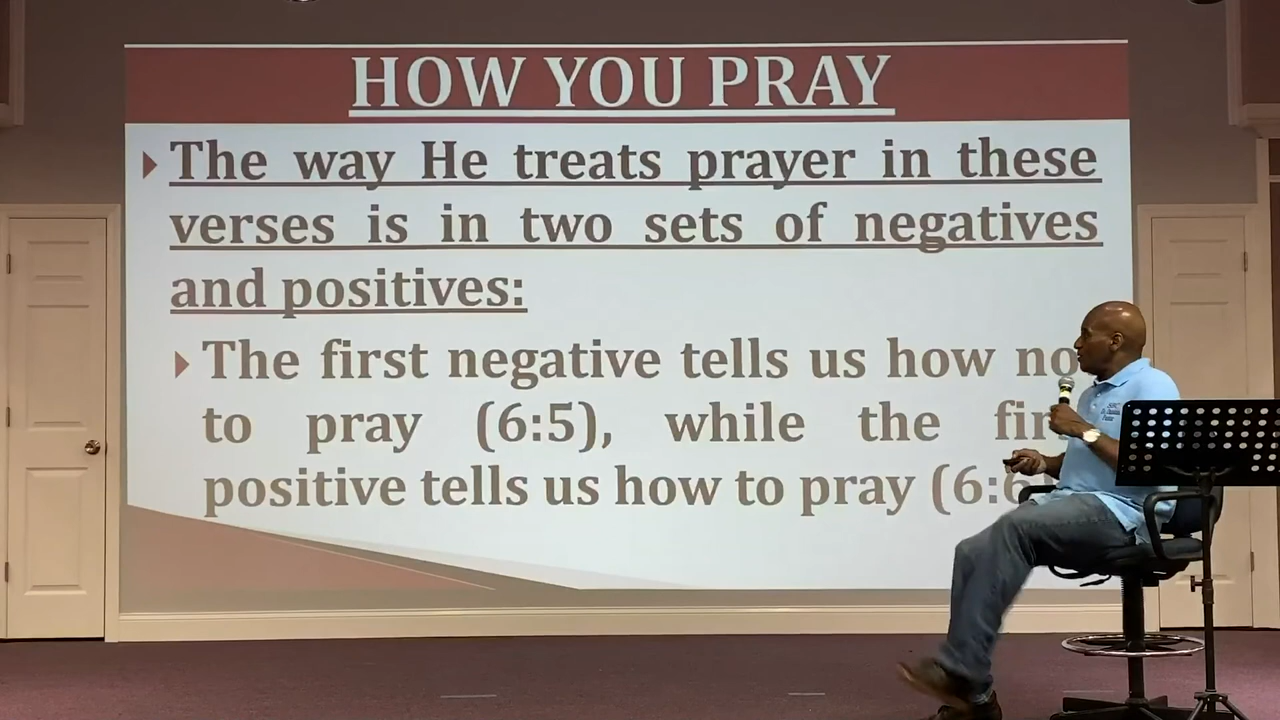 HOW YOU PRAY
The way He treats prayer in these
verses is in two sets of negatives
and positives:
The first negative tells us how no
to pray (6:5), while the fir
positive tells us how to pray (6:6